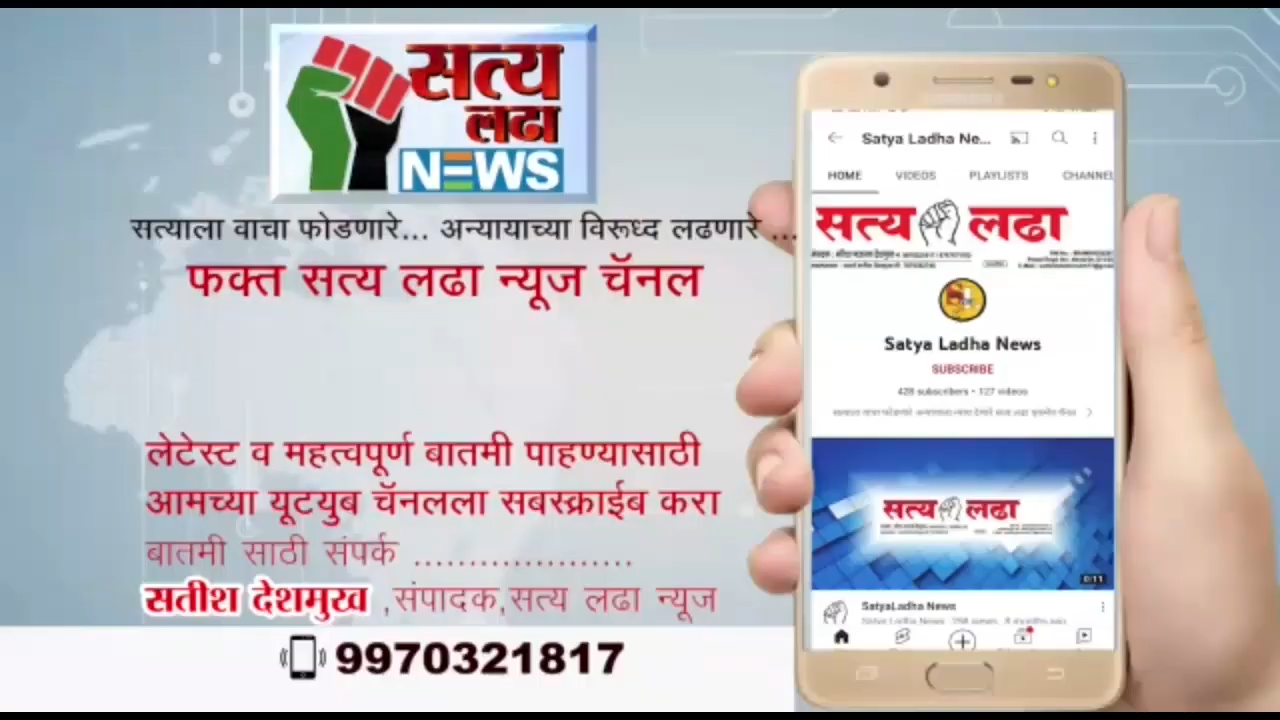 सत्य
लढा
NEWS
सत्याला वाचा फोडणारे... अन्यायाच्या विरूध्द लढणारे ...
फक्त सत्य लढा न्यूज चॅनल
लेटेस्ट व महत्वपूर्ण बातमी पाहण्यासाठी
आमच्या यूटयुब चॅनलला सबस्क्राईब करा
बातमी साठी संपर्क ....................
सतीश देशमुख ,संपादक,सत्य लढा न्यूज
9970321817
Satya Ladha Ne...
HOME VIDEOS PLAYLISTS CHANNEL
सत्य लढा
Satya Ladha News
SUBSCRIBE
428 subscribers • 127 videos
सत्य लढा
0:11
SatyaLadha News